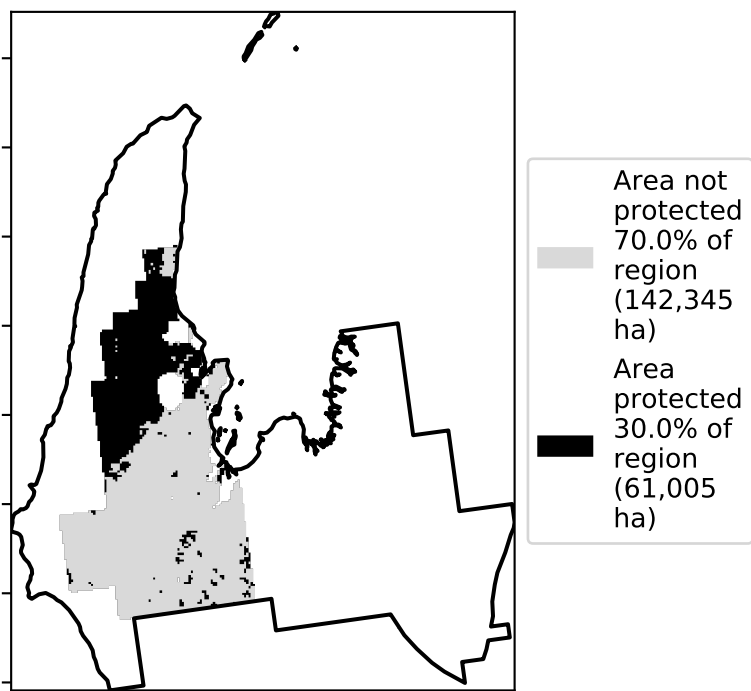 Area not
protected
70.0% of
region
(142,345
ha)
Area
protected
30.0% of
region
(61,005
ha)